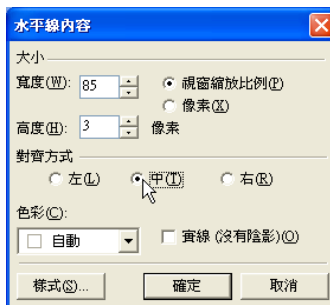 水平線內容
大小
寬度(W): 85 視窗縮放比例(P)
像素(X)
高度(H): 3 像素
對齊方式
左(L) 中(T) 右(R)
色彩(C):
自動 實線 (沒有陰影)(O)
樣式(S)... 確定 取消